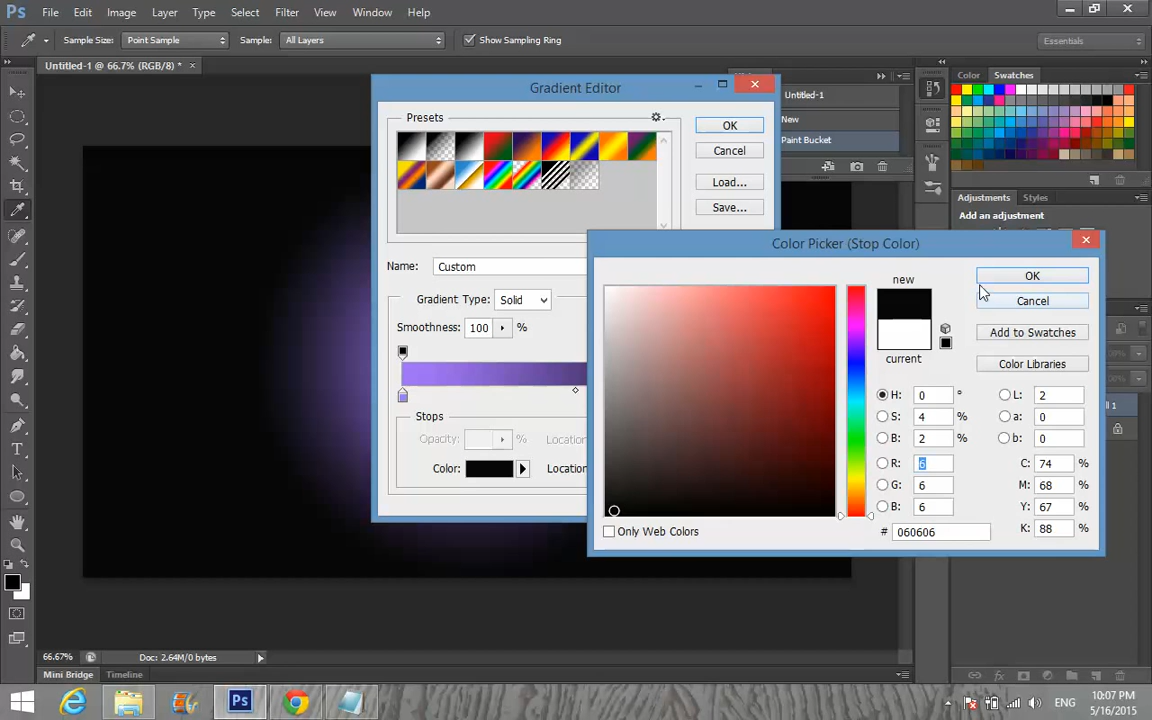 Ps File Edit Image Layer Type Select Filter View Window Help
Sample Size: Point Sample Sample: All Layers Show Sampling Ring Essentials
Untitled-1 @ 66.7% (RGB/8) * ×
Color Swatches
Gradient Editor
Untitled-1
New
Paint Bucket
Presets
OK
Cancel
Load...
Save...
Adjustments Styles
Add an adjustment
Name: Custom
Gradient Type: Solid
Smoothness: 100 %
Stops
Opacity: % Location
Color: Location
Color Picker (Stop Color)
new
current
OK
Cancel
Add to Swatches
Color Libraries
H: 0 ° L: 2
S: 4 % a: 0
B: 2 % b: 0
R: 6 C: 74 %
G: 6 M: 68 %
B: 6 Y: 67 %
# 060606 K: 88 %
Only Web Colors
66.67% Doc: 2.64M/0 bytes
Mini Bridge Timeline
Ps
ENG
10:07 PM
5/16/2015